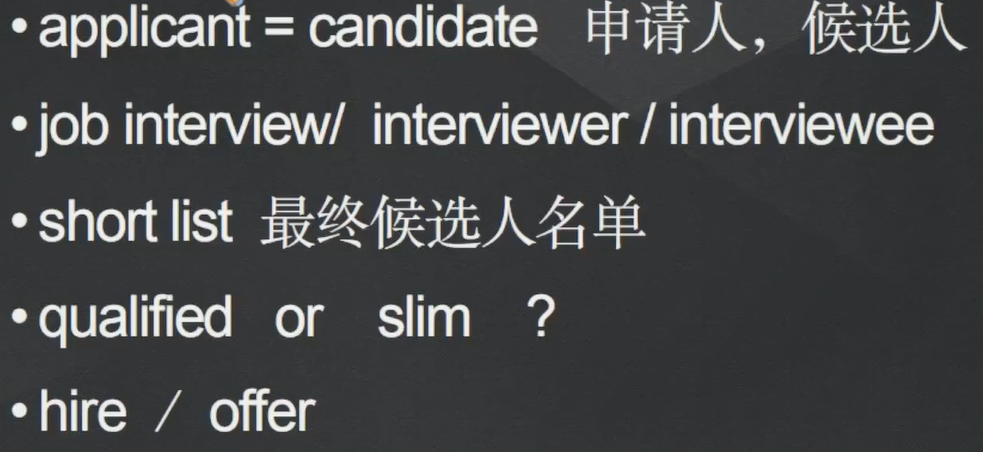 • applicant = candidate 申请人，候选人
• job interview/ interviewer / interviewee
• short list 最终候选人名单
• qualified or slim ?
• hire / offer